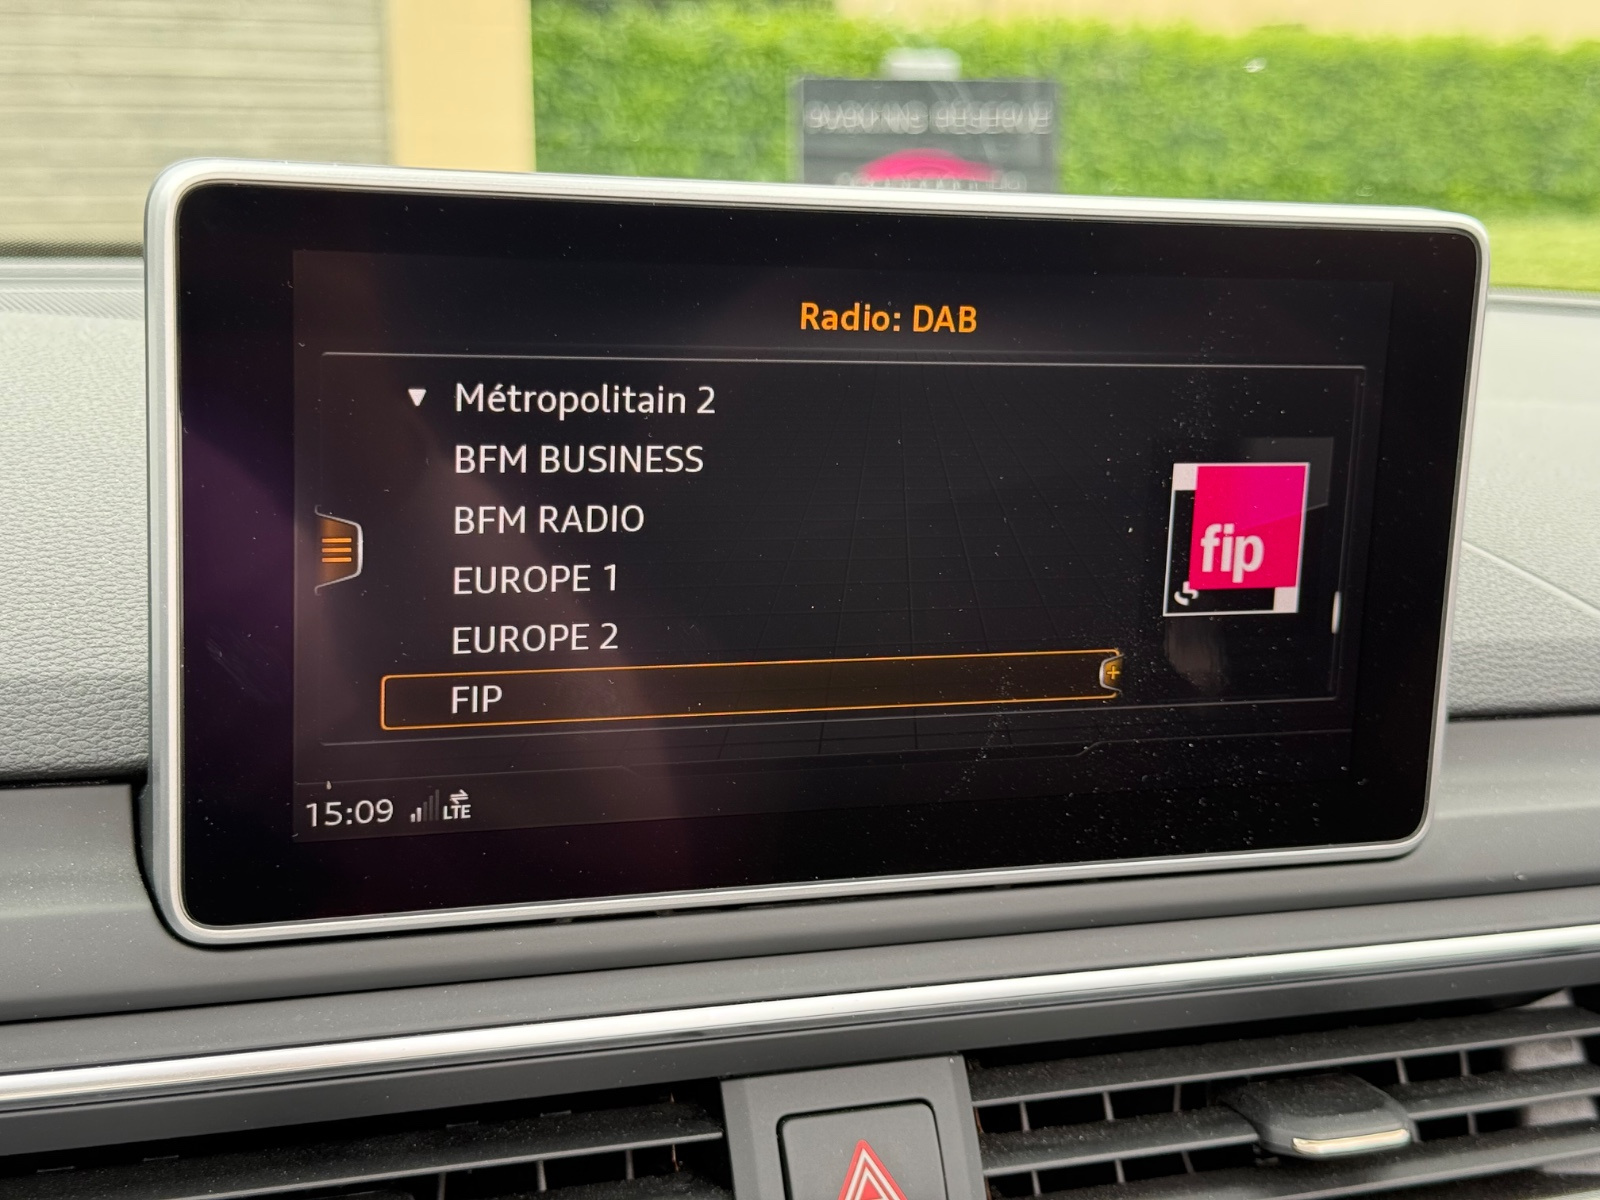 Radio: DAB
Métropolitain 2
BFM BUSINESS
BFM RADIO
EUROPE 1
EUROPE 2
FIP
fip
15:09 LTE